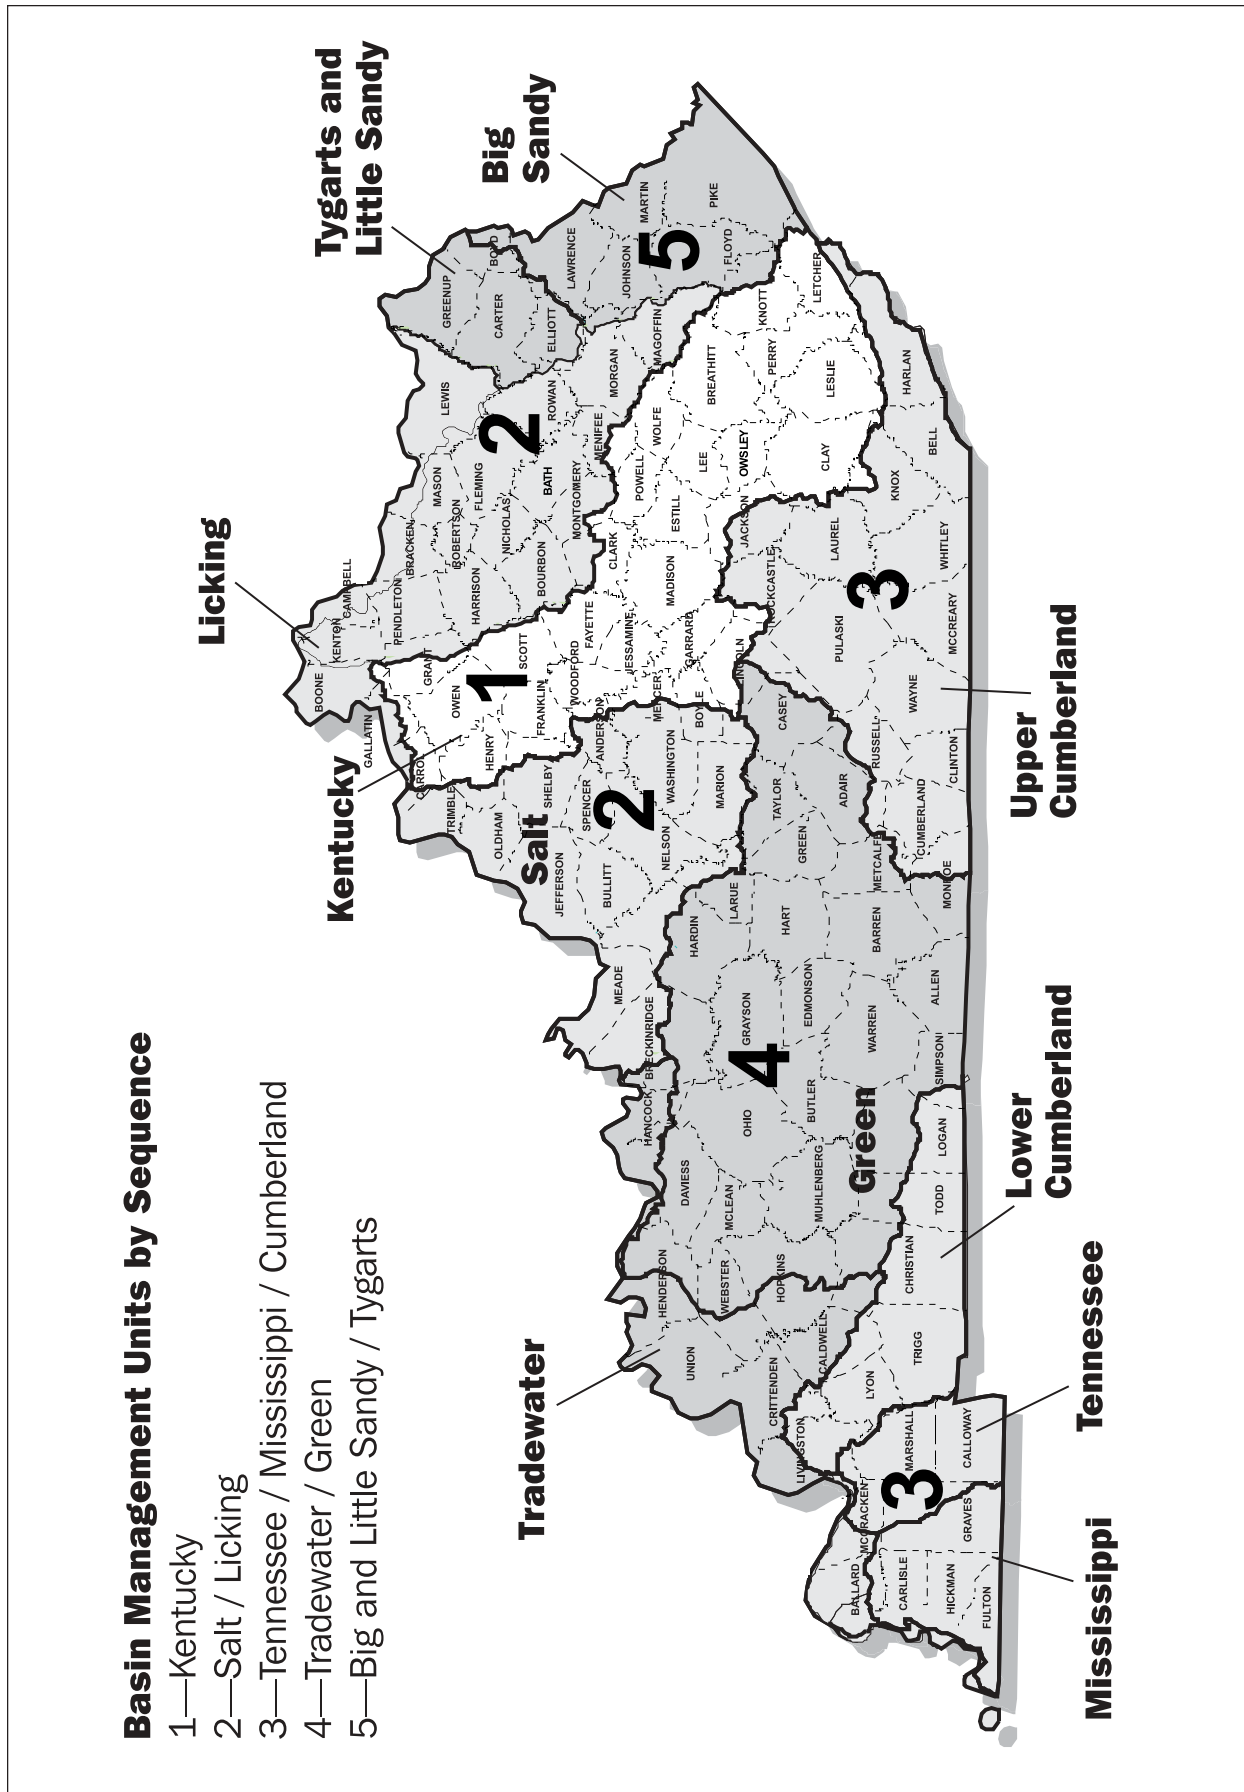 Basin Management Units by Sequence
1—Kentucky
2—Salt / Licking
3—Tennessee / Mississippi / Cumberland
4—Tradewater / Green
5—Big and Little Sandy / Tygarts
Tygarts and
Little Sandy
Big
Sandy
Licking
Kentucky
Salt
Tradewater
Green
Upper
Cumberland
Lower
Cumberland
Tennessee
Mississippi
1
2
2
3
3
4
5
BOONE
KENTON
CAMPBELL
GALLATIN
GRANT
PENDLETON
BRACKEN
MASON
LEWIS
GREENUP
BOYD
CARTER
ELLIOTT
LAWRENCE
JOHNSON
MARTIN
PIKE
FLOYD
MAGOFFIN
MORGAN
ROWAN
MENIFEE
BATH
FLEMING
ROBERTSON
NICHOLAS
HARRISON
BOURBON
MONTGOMERY
CLARK
POWELL
WOLFE
BREATHITT
KNOTT
LETCHER
PERRY
LESLIE
CLAY
OWSLEY
LEE
ESTILL
JACKSON
MADISON
FAYETTE
SCOTT
OWEN
HENRY
FRANKLIN
WOODFORD
JESSAMINE
GARRARD
MERCER
BOYLE
LINCOLN
ANDERSON
CARROLL
TRIMBLE
OLDHAM
SHELBY
SPENCER
JEFFERSON
BULLITT
NELSON
WASHINGTON
MARION
MEADE
BRECKINRIDGE
HANCOCK
HARDIN
LARUE
TAYLOR
CASEY
GREEN
ADAIR
HART
METCALFE
BARREN
MONROE
ALLEN
EDMONSON
GRAYSON
WARREN
SIMPSON
BUTLER
OHIO
DAVIESS
MCLEAN
MUHLENBERG
HENDERSON
WEBSTER
HOPKINS
UNION
CRITTENDEN
CALDWELL
LIVINGSTON
LYON
TRIGG
CHRISTIAN
TODD
LOGAN
MARSHALL
CALLOWAY
MCCRACKEN
GRAVES
BALLARD
CARLISLE
HICKMAN
FULTON
ROCKCASTLE
LAUREL
PULASKI
KNOX
WHITLEY
BELL
HARLAN
MCCREARY
WAYNE
RUSSELL
CLINTON
CUMBERLAND